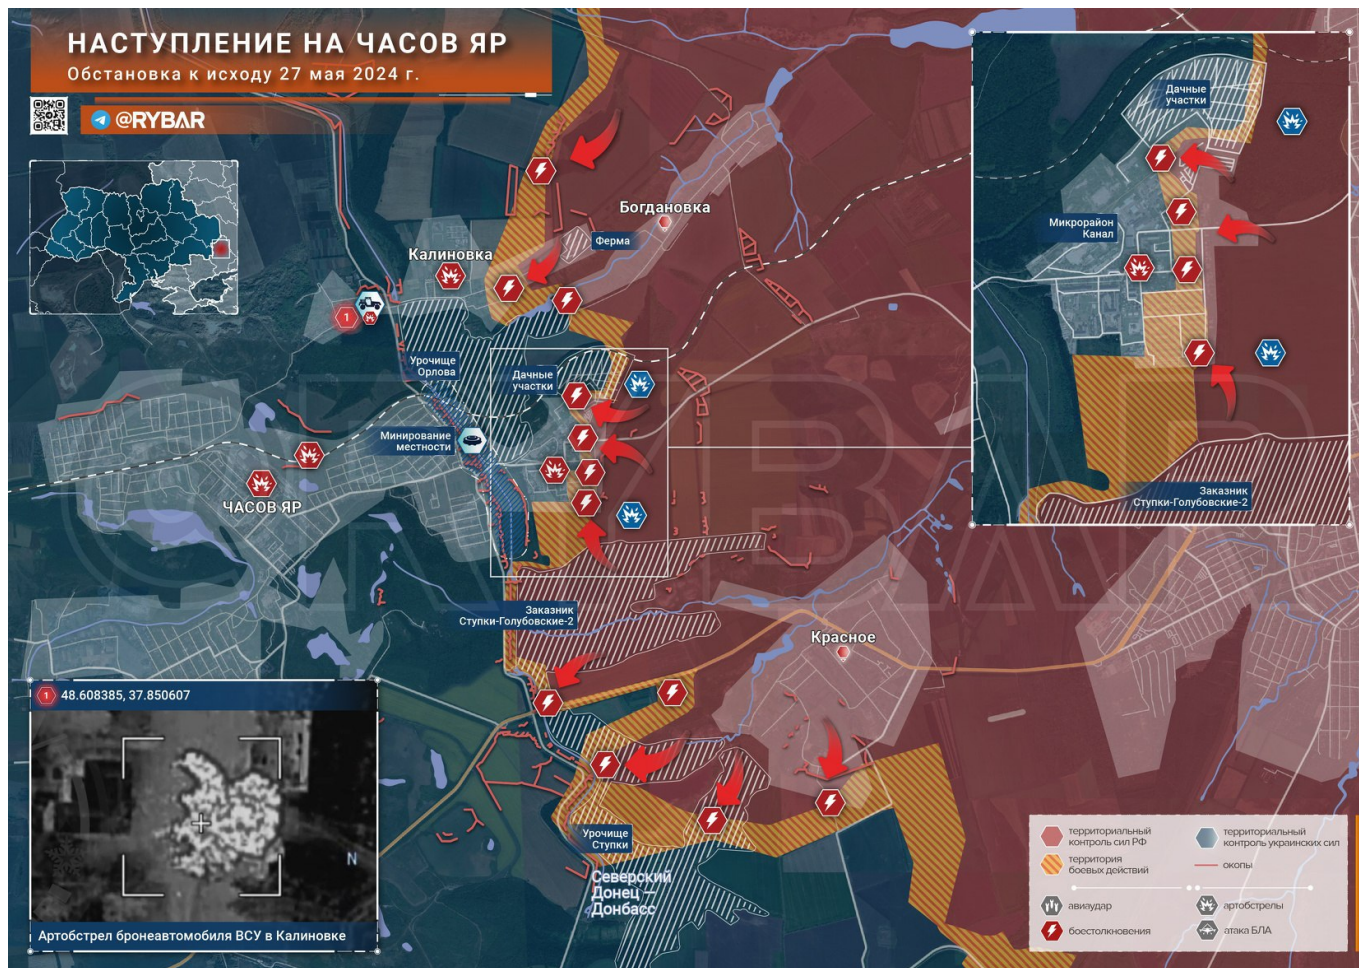 НАСТУПЛЕНИЕ НА ЧАСОВ ЯР
Обстановка к исходу 27 мая 2024 г.
@RYBAR
Богдановка
Ферма
Калиновка
1
Урочище
Орлова
Дачные
участки
Минирование
местности
ЧАСОВ ЯР
Заказник
Ступки-Голубовские-2
Красное
Урочище
Ступки
Северский
Донец —
Донбасс
Дачные
участки
Микрорайон
Канал
Заказник
Ступки-Голубовские-2
1 48.608385, 37.850607
N
Артобстрел бронеавтомобиля ВСУ в Калиновке
территориальный
контроль сил РФ
территориальный
контроль украинских сил
территория
боевых действий
окопы
авиаудар
артобстрелы
боестолкновения
атака БЛА
RYBAR